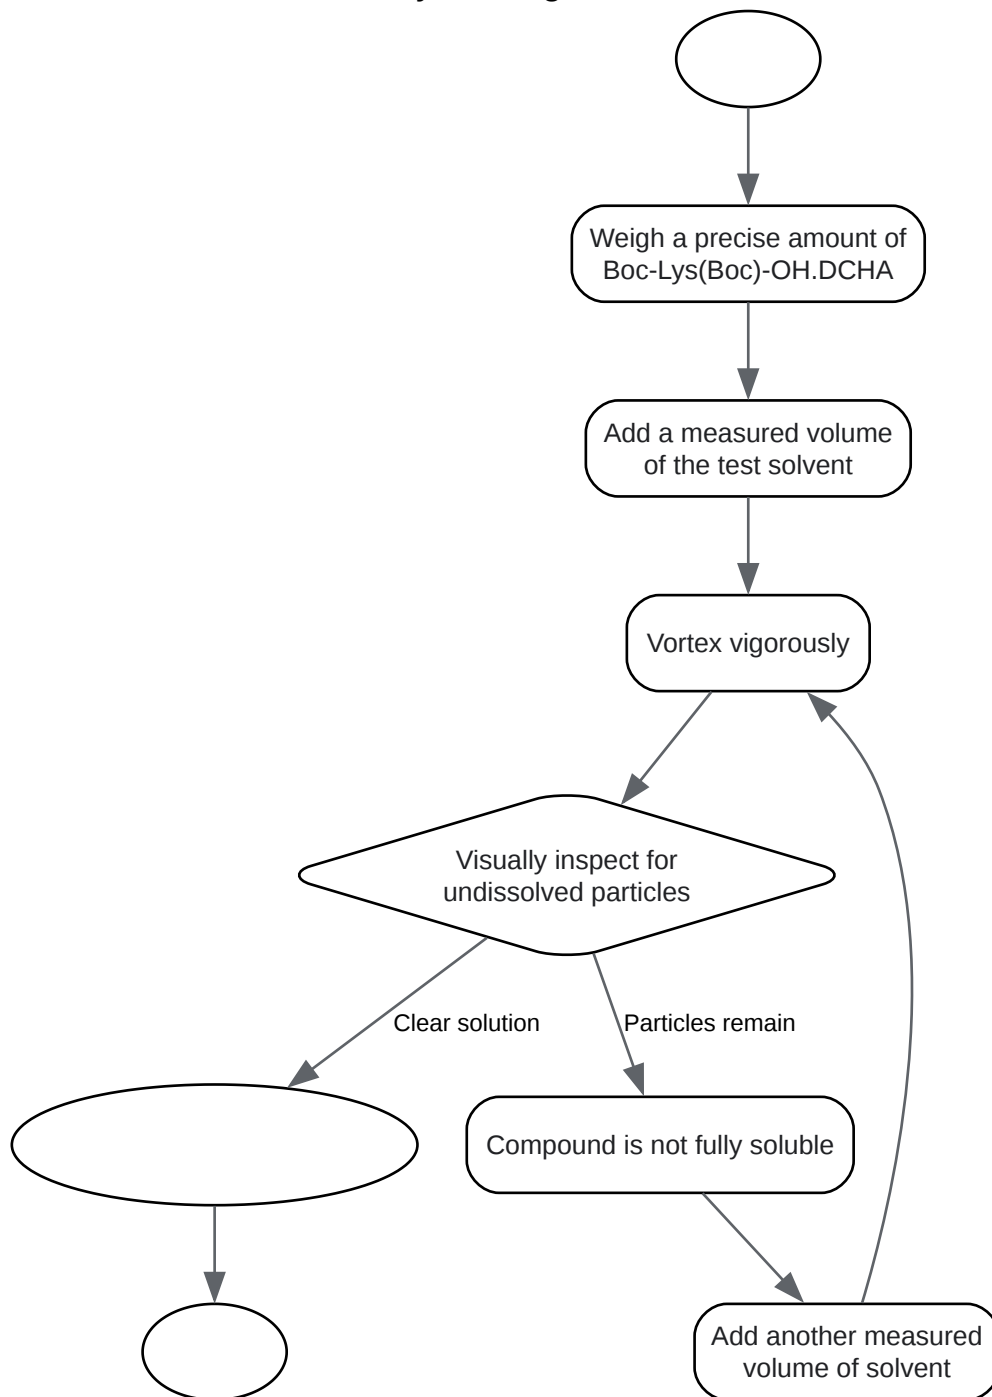 Weigh a precise amount of
Boc-Lys(Boc)-OH.DCHA
Add a measured volume
of the test solvent
Vortex vigorously
Visually inspect for
undissolved particles
Clear solution
Particles remain
Compound is not fully soluble
Add another measured
volume of solvent